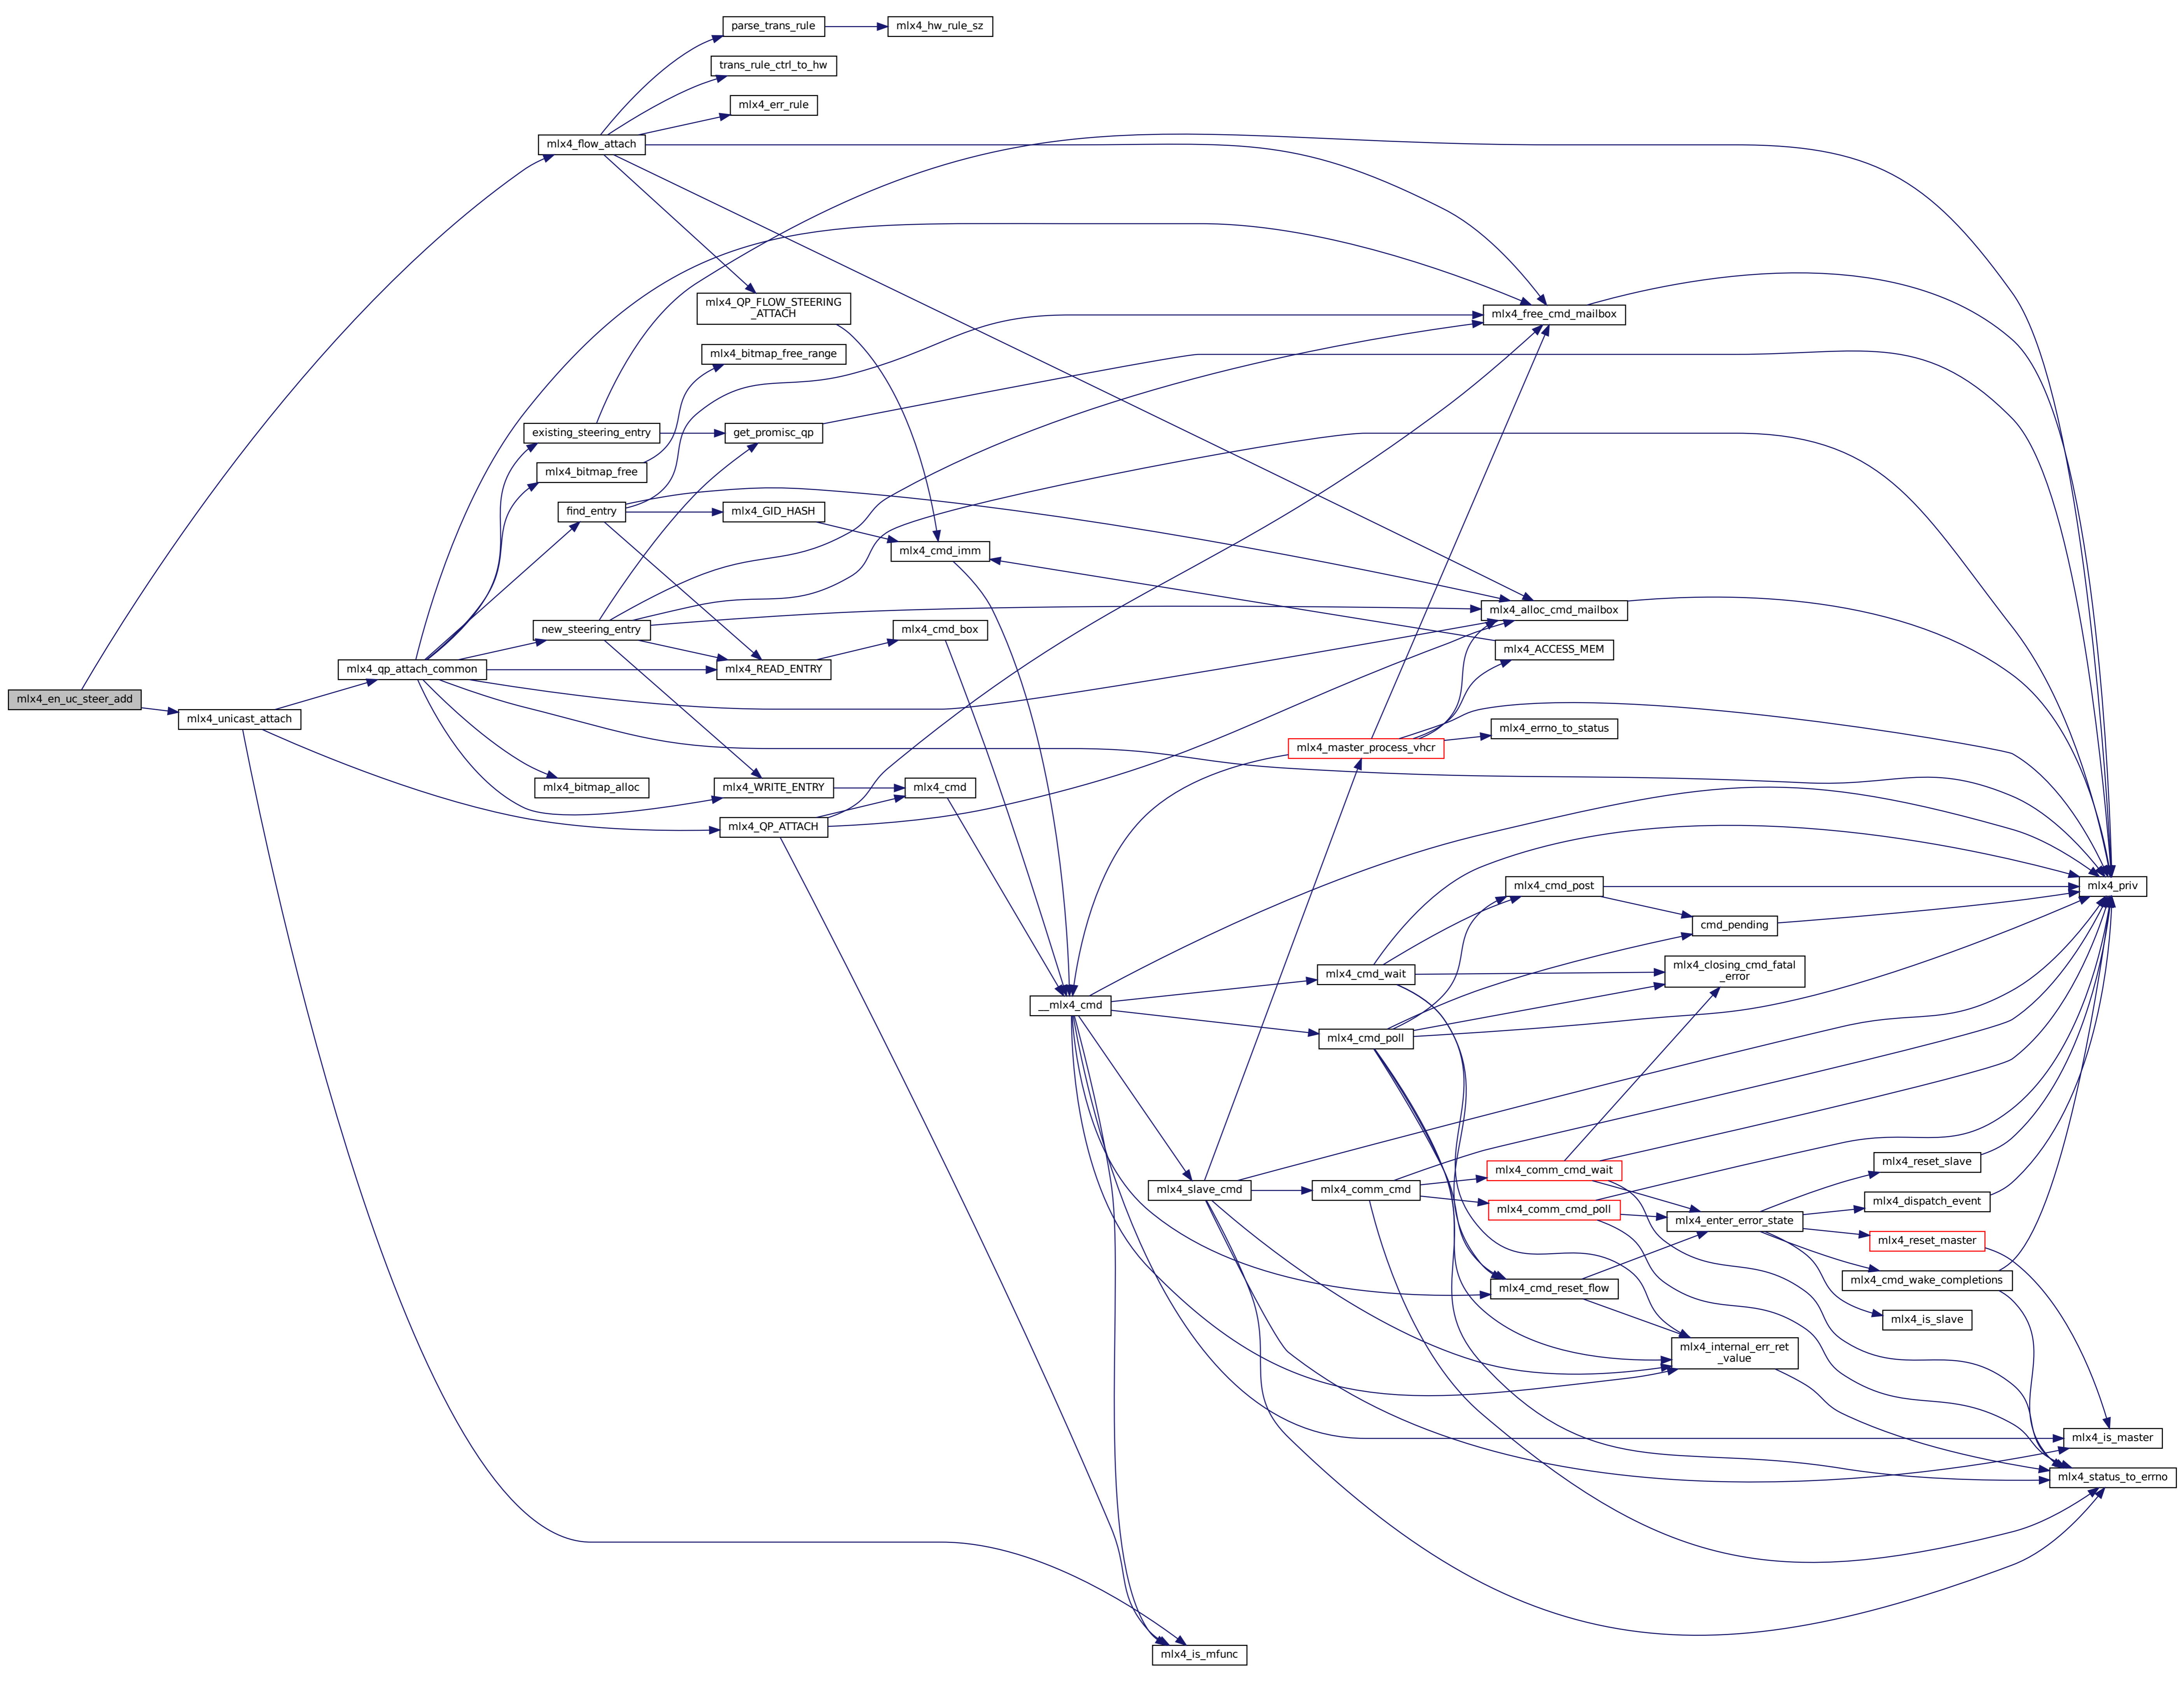 parse_trans_rule
mlx4_hw_rule_sz
trans_rule_ctrl_to_hw
mlx4_err_rule
mlx4_flow_attach
mlx4_QP_FLOW_STEERING
_ATTACH
mlx4_free_cmd_mailbox
mlx4_bitmap_free_range
existing_steering_entry
get_promisc_qp
mlx4_bitmap_free
find_entry
mlx4_GID_HASH
mlx4_cmd_imm
mlx4_alloc_cmd_mailbox
new_steering_entry
mlx4_cmd_box
mlx4_ACCESS_MEM
mlx4_qp_attach_common
mlx4_READ_ENTRY
mlx4_en_uc_steer_add
mlx4_unicast_attach
mlx4_errno_to_status
mlx4_master_process_vhcr
mlx4_bitmap_alloc
mlx4_WRITE_ENTRY
mlx4_cmd
mlx4_QP_ATTACH
mlx4_cmd_post
mlx4_priv
cmd_pending
mlx4_cmd_wait
mlx4_closing_cmd_fatal
_error
__mlx4_cmd
mlx4_cmd_poll
mlx4_reset_slave
mlx4_comm_cmd_wait
mlx4_slave_cmd
mlx4_comm_cmd
mlx4_dispatch_event
mlx4_comm_cmd_poll
mlx4_enter_error_state
mlx4_reset_master
mlx4_cmd_wake_completions
mlx4_cmd_reset_flow
mlx4_is_slave
mlx4_internal_err_ret
_value
mlx4_is_master
mlx4_status_to_errno
mlx4_is_mfunc